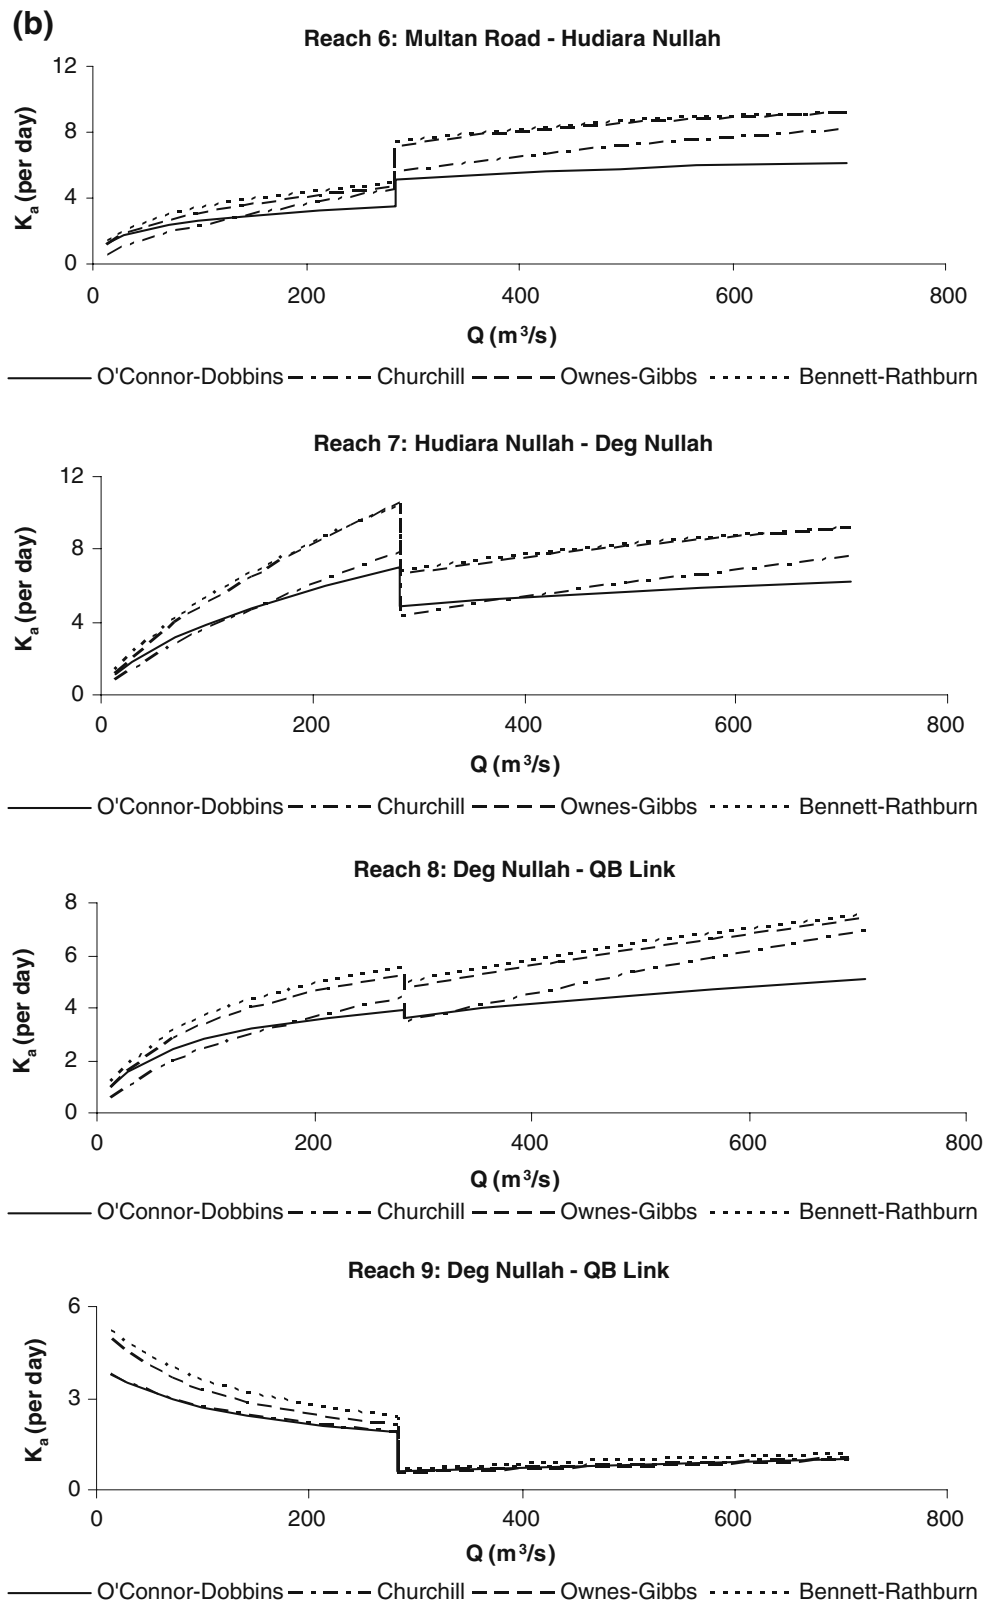 (b)
Reach 6: Multan Road - Hudiara Nullah
12
8
4
0
Ka (per day)
0 200 400 600 800
Q (m³/s)
O'Connor-Dobbins Churchill Ownes-Gibbs Bennett-Rathburn
Reach 7: Hudiara Nullah - Deg Nullah
12
8
4
0
Ka (per day)
0 200 400 600 800
Q (m³/s)
O'Connor-Dobbins Churchill Ownes-Gibbs Bennett-Rathburn
Reach 8: Deg Nullah - QB Link
8
6
4
2
0
Ka (per day)
0 200 400 600 800
Q (m³/s)
O'Connor-Dobbins Churchill Ownes-Gibbs Bennett-Rathburn
Reach 9: Deg Nullah - QB Link
6
3
0
Ka (per day)
0 200 400 600 800
Q (m³/s)
O'Connor-Dobbins Churchill Ownes-Gibbs Bennett-Rathburn